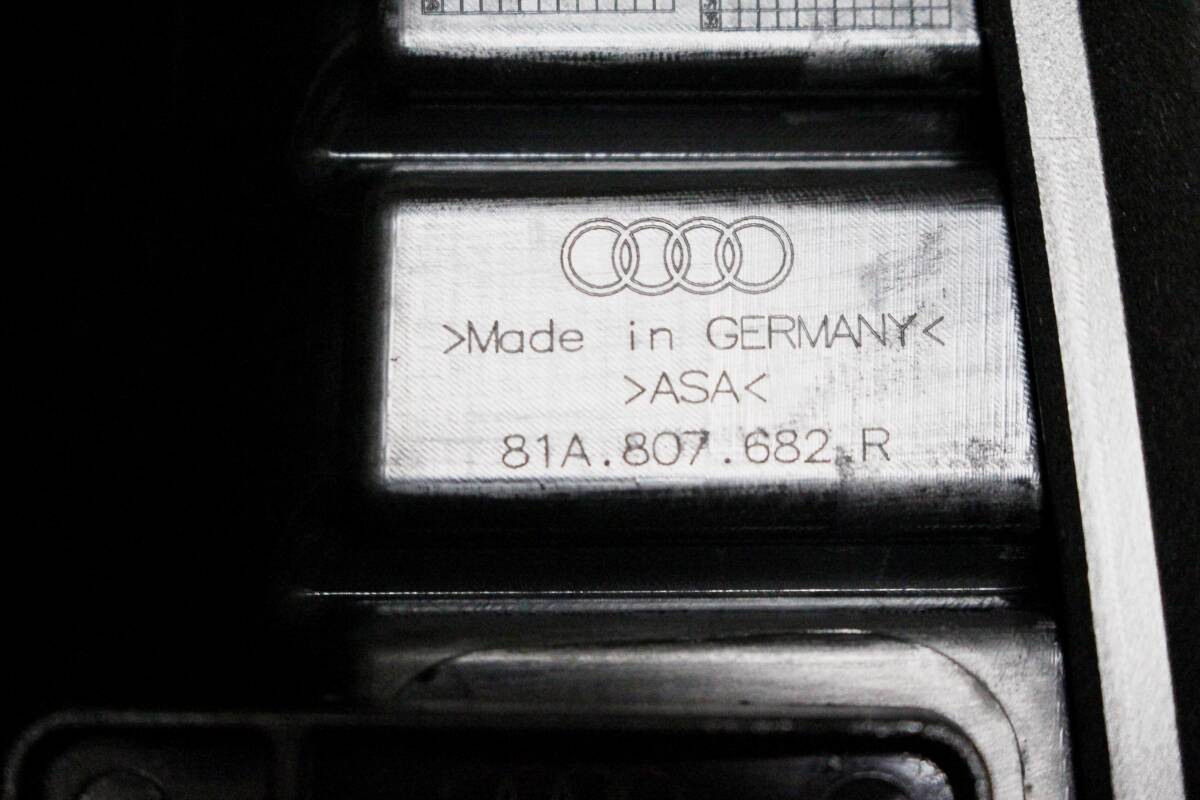 >Made in GERMANY<
>ASA<
81A.807.682.R